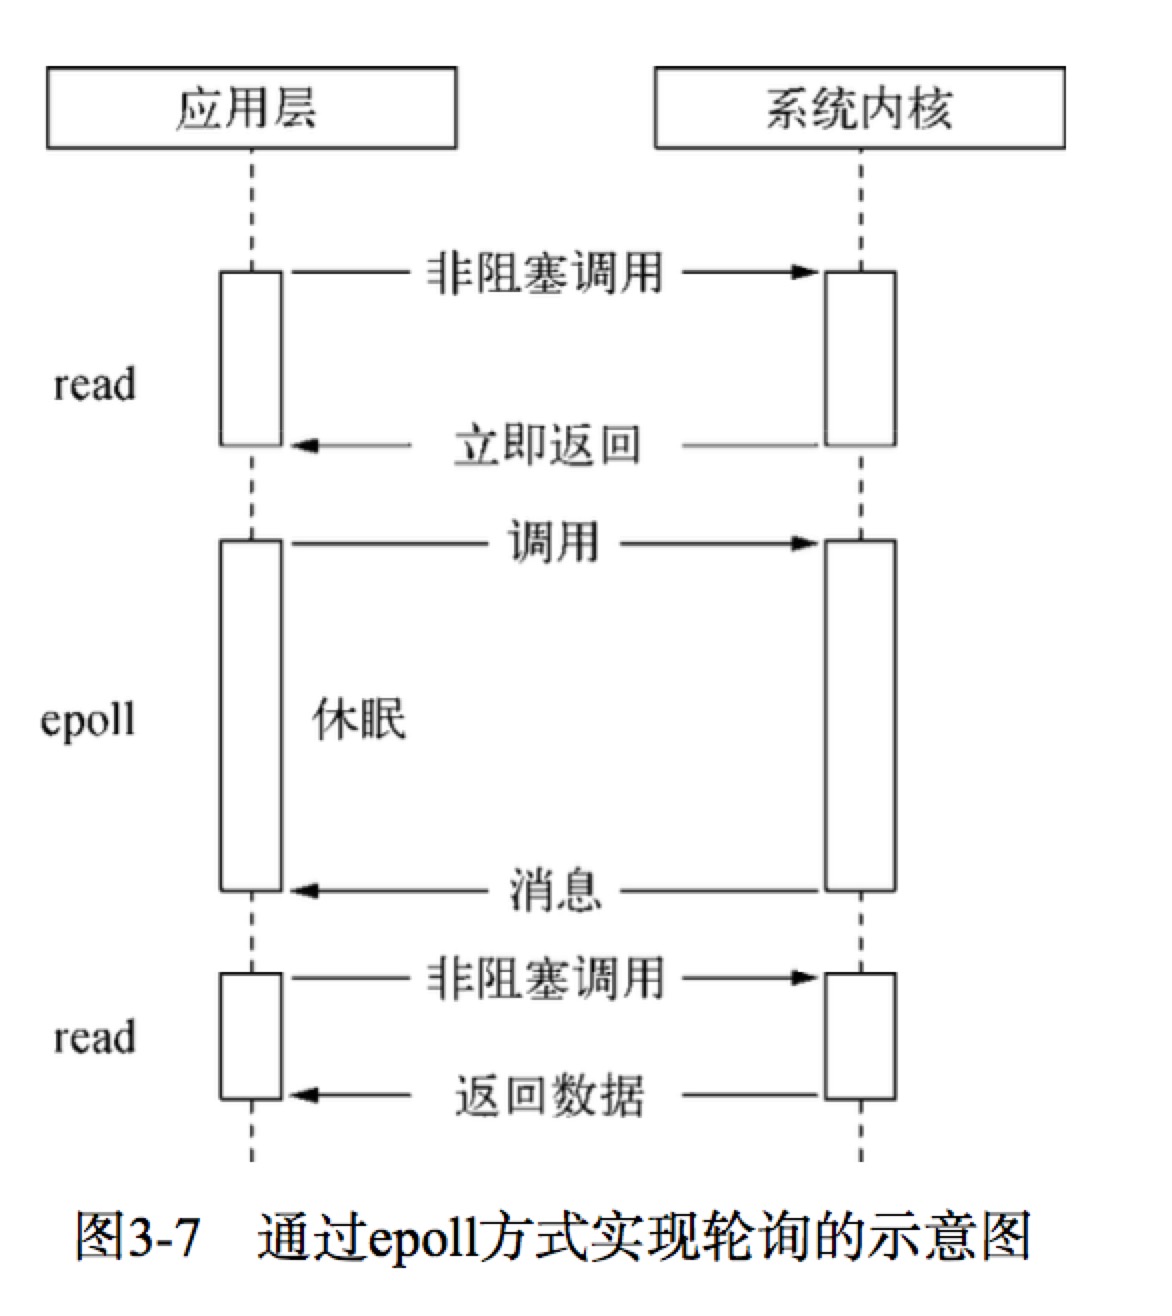 应用层
系统内核
非阻塞调用
read
立即返回
调用
epoll
休眠
消息
非阻塞调用
read
返回数据
图3-7 通过epoll方式实现轮询的示意图